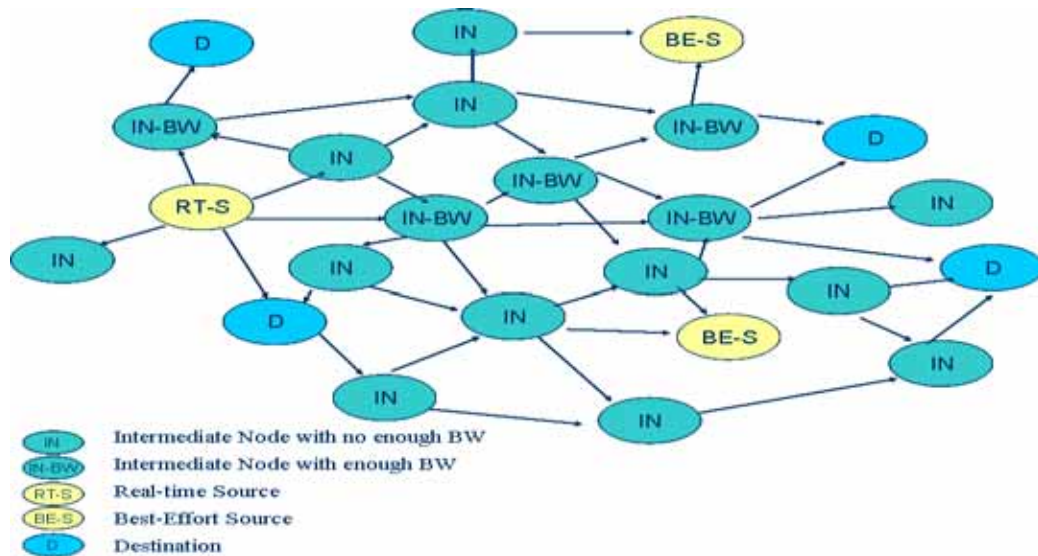 IN
BE-S
D
IN
IN-BW
IN-BW
D
IN
IN-BW
RT-S
IN-BW
IN-BW
IN
IN
IN
IN
D
IN
D
IN
BE-S
IN
IN
IN
IN Intermediate Node with no enough BW
IN-BW Intermediate Node with enough BW
RT-S Real-time Source
BE-S Best-Effort Source
D Destination